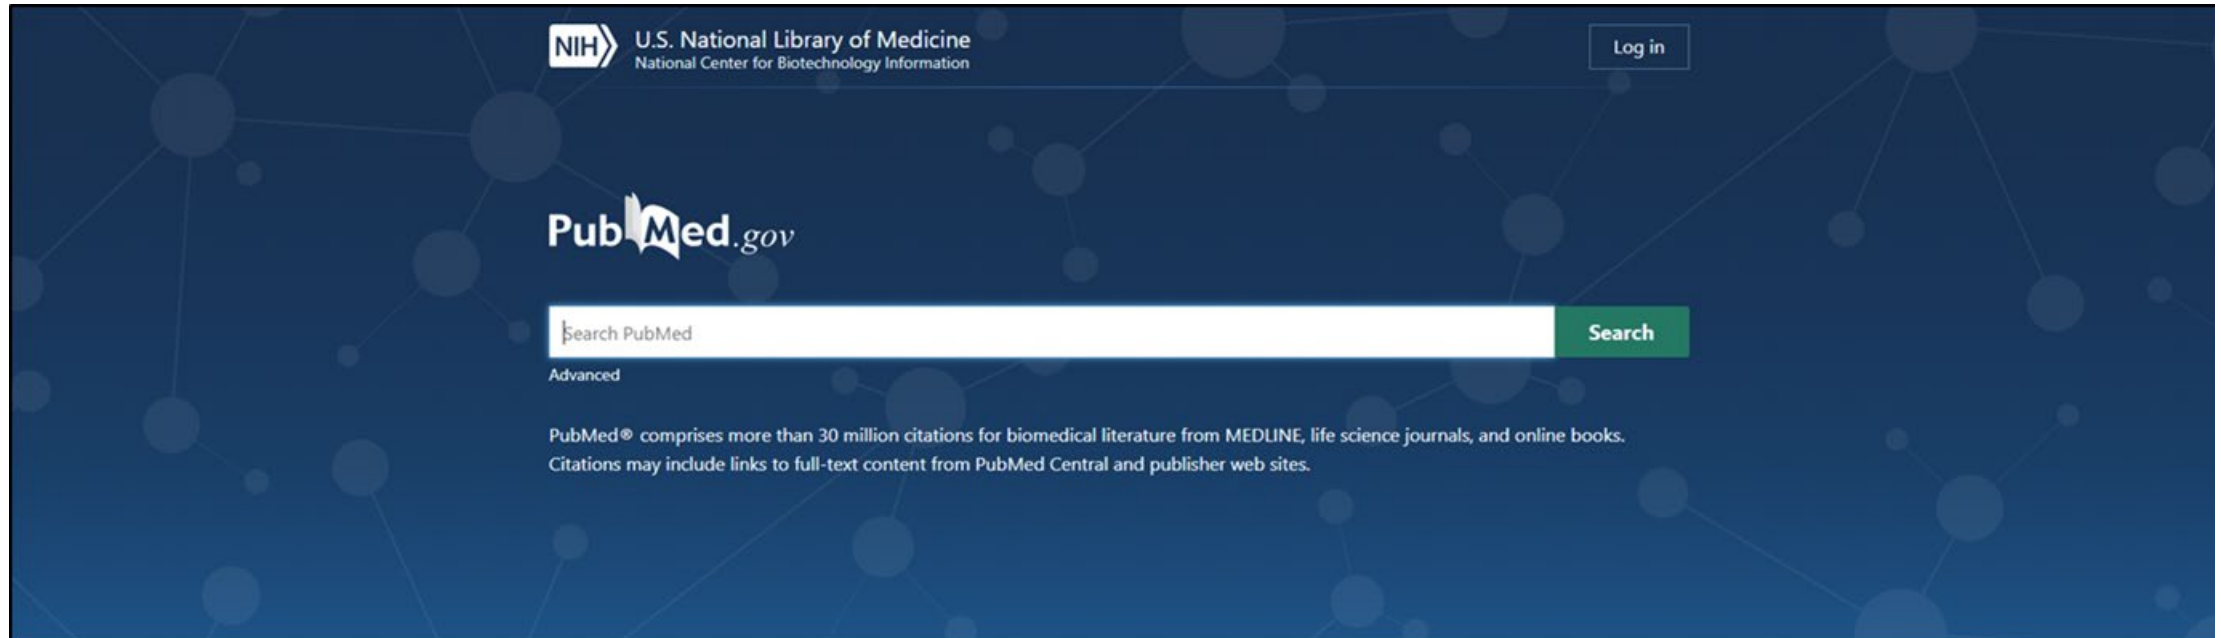 NIH
U.S. National Library of Medicine
National Center for Biotechnology Information
Log in
PubMed.gov
Search PubMed
Search
Advanced
PubMed® comprises more than 30 million citations for biomedical literature from MEDLINE, life science journals, and online books.
Citations may include links to full-text content from PubMed Central and publisher web sites.